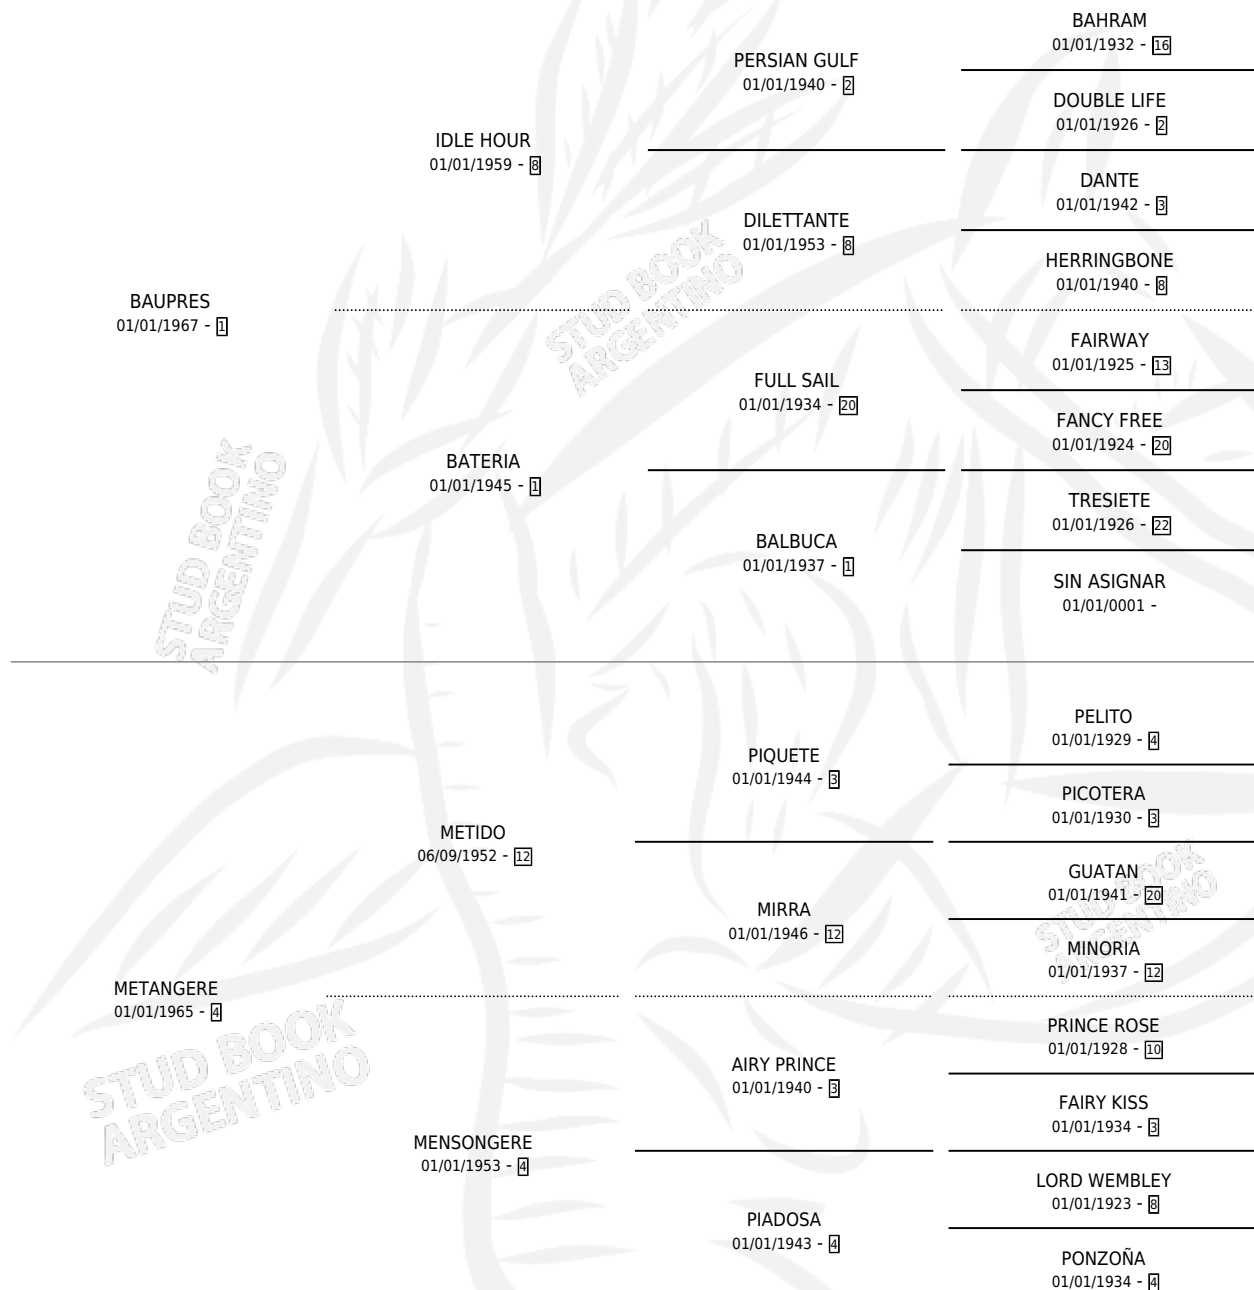 BAHRAM
01/01/1932 - 16
PERSIAN GULF
01/01/1940 - 2
DOUBLE LIFE
01/01/1926 - 2
IDLE HOUR
01/01/1959 - 8
DANTE
01/01/1942 - 3
DILETTANTE
01/01/1953 - 8
HERRINGBONE
01/01/1940 - 8
STUD BOOK
ARGENTINO
BAUPRES
01/01/1967 - 1
FAIRWAY
01/01/1925 - 13
FULL SAIL
01/01/1934 - 20
FANCY FREE
01/01/1924 - 20
BATERIA
01/01/1945 - 1
TRESIETE
01/01/1926 - 22
BALBUCA
01/01/1937 - 1
SIN ASIGNAR
01/01/0001 -
STUD BOOK
ARGENTINO
PELITO
01/01/1929 - 4
PIQUETE
01/01/1944 - 3
PICOTERA
01/01/1930 - 3
METIDO
06/09/1952 - 12
GUATAN
01/01/1941 - 20
MIRRA
01/01/1946 - 12
MINORIA
01/01/1937 - 12
STUD BOOK
ARGENTINO
METANGERE
01/01/1965 - 4
PRINCE ROSE
01/01/1928 - 10
AIRY PRINCE
01/01/1940 - 3
FAIRY KISS
01/01/1934 - 3
STUD BOOK
ARGENTINO
MENSONGERE
01/01/1953 - 4
LORD WEMBLEY
01/01/1923 - 8
PIADOSA
01/01/1943 - 4
PONZOÑA
01/01/1934 - 4